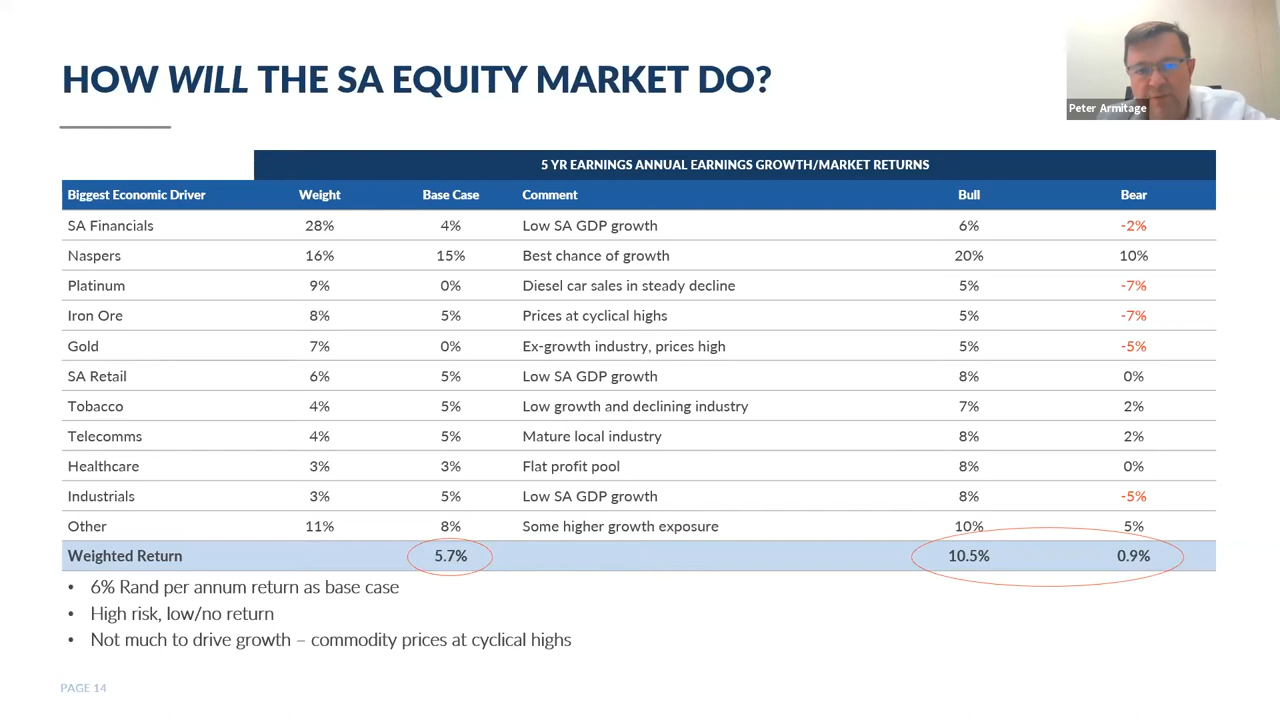 HOW WILL THE SA EQUITY MARKET DO?
Peter Armitage
5 YR EARNINGS ANNUAL EARNINGS GROWTH/MARKET RETURNS
Biggest Economic Driver Weight Base Case Comment Bull Bear
SA Financials 28% 4% Low SA GDP growth 6% -2%
Naspers 16% 15% Best chance of growth 20% 10%
Platinum 9% 0% Diesel car sales in steady decline 5% -7%
Iron Ore 8% 5% Prices at cyclical highs 5% -7%
Gold 7% 0% Ex-growth industry, prices high 5% -5%
SA Retail 6% 5% Low SA GDP growth 8% 0%
Tobacco 4% 5% Low growth and declining industry 7% 2%
Telecomms 4% 5% Mature local industry 8% 2%
Healthcare 3% 3% Flat profit pool 8% 0%
Industrials 3% 5% Low SA GDP growth 8% -5%
Other 11% 8% Some higher growth exposure 10% 5%
Weighted Return 5.7% 10.5% 0.9%
• 6% Rand per annum return as base case
• High risk, low/no return
• Not much to drive growth – commodity prices at cyclical highs
PAGE 14